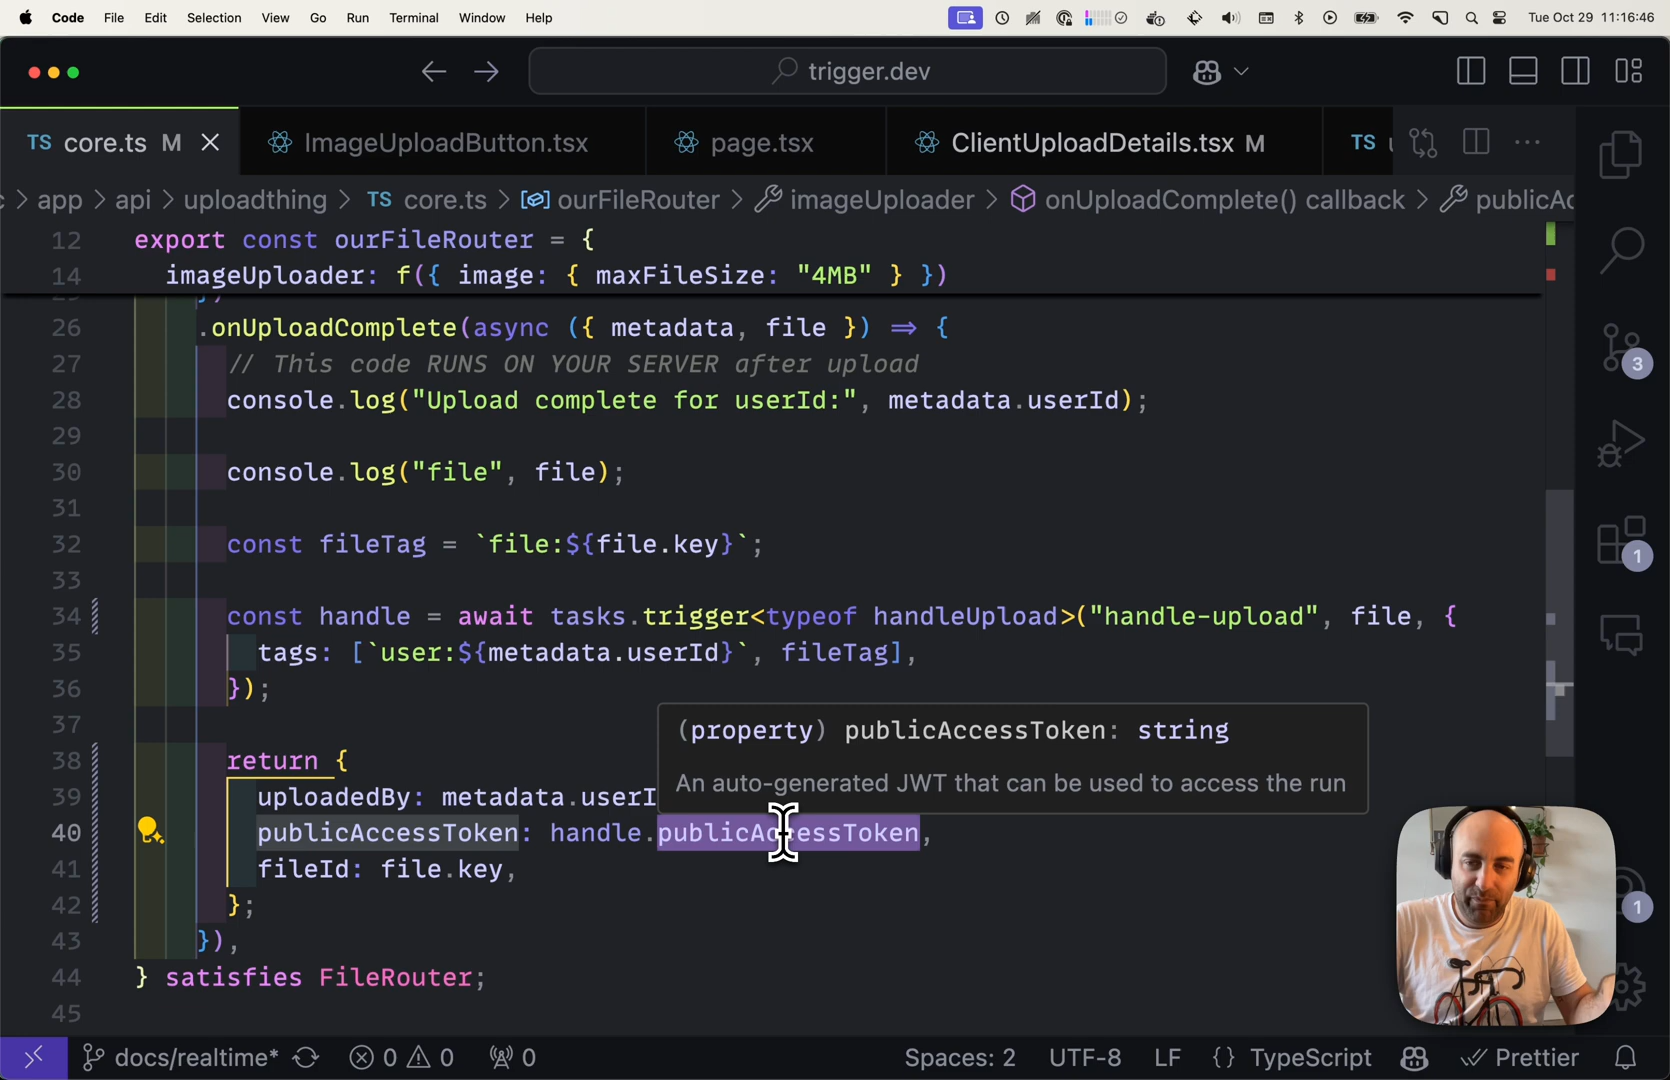 Code File Edit Selection View Go Run Terminal Window Help Tue Oct 29 11:16:46
trigger.dev
TS core.ts M ImageUploadButton.tsx page.tsx ClientUploadDetails.tsx M TS
app > api > uploadthing > TS core.ts > ourFileRouter > imageUploader > onUploadComplete() callback > publicAc
12 export const ourFileRouter = {
14 imageUploader: f({ image: { maxFileSize: "4MB" } })
26 .onUploadComplete(async ({ metadata, file }) => {
27 // This code RUNS ON YOUR SERVER after upload
28 console.log("Upload complete for userId:", metadata.userId);
29
30 console.log("file", file);
31
32 const fileTag = `file:${file.key}`;
33
34 const handle = await tasks.trigger<typeof handleUpload>("handle-upload", file, {
35 tags: [`user:${metadata.userId}`, fileTag],
36 });
37
(property) publicAccessToken: string
38 return {
An auto-generated JWT that can be used to access the run
39 uploadedBy: metadata.userI
40 publicAccessToken: handle.publicAccessToken,
41 fileId: file.key,
42 };
43 }),
44 } satisfies FileRouter;
45
3
1
1
docs/realtime* 0 0 0 Spaces: 2 UTF-8 LF {} TypeScript Prettier